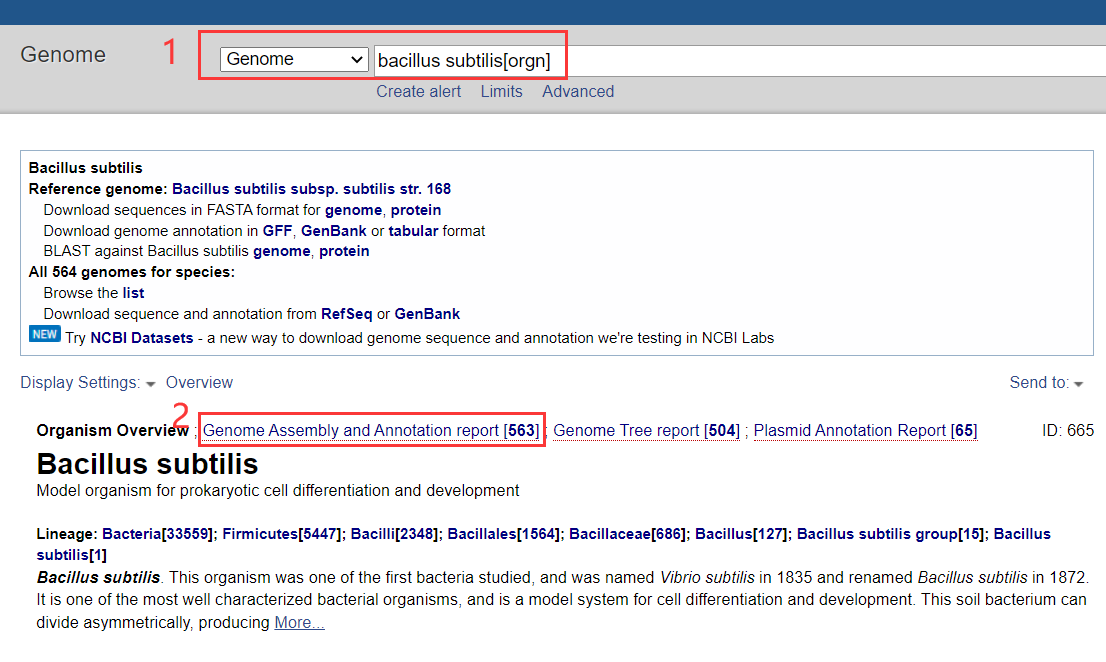 Genome 1 Genome bacillus subtilis[orgn]
Create alert Limits Advanced
Bacillus subtilis
Reference genome: Bacillus subtilis subsp. subtilis str. 168
Download sequences in FASTA format for genome, protein
Download genome annotation in GFF, GenBank or tabular format
BLAST against Bacillus subtilis genome, protein
All 564 genomes for species:
Browse the list
Download sequence and annotation from RefSeq or GenBank
NEW Try NCBI Datasets - a new way to download genome sequence and annotation we're testing in NCBI Labs
Display Settings: Overview Send to:
2
Organism Overview ; Genome Assembly and Annotation report [563] ; Genome Tree report [504] ; Plasmid Annotation Report [65] ID: 665
Bacillus subtilis
Model organism for prokaryotic cell differentiation and development
Lineage: Bacteria[33559]; Firmicutes[5447]; Bacilli[2348]; Bacillales[1564]; Bacillaceae[686]; Bacillus[127]; Bacillus subtilis group[15]; Bacillus
subtilis[1]
Bacillus subtilis. This organism was one of the first bacteria studied, and was named Vibrio subtilis in 1835 and renamed Bacillus subtilis in 1872.
It is one of the most well characterized bacterial organisms, and is a model system for cell differentiation and development. This soil bacterium can
divide asymmetrically, producing More...